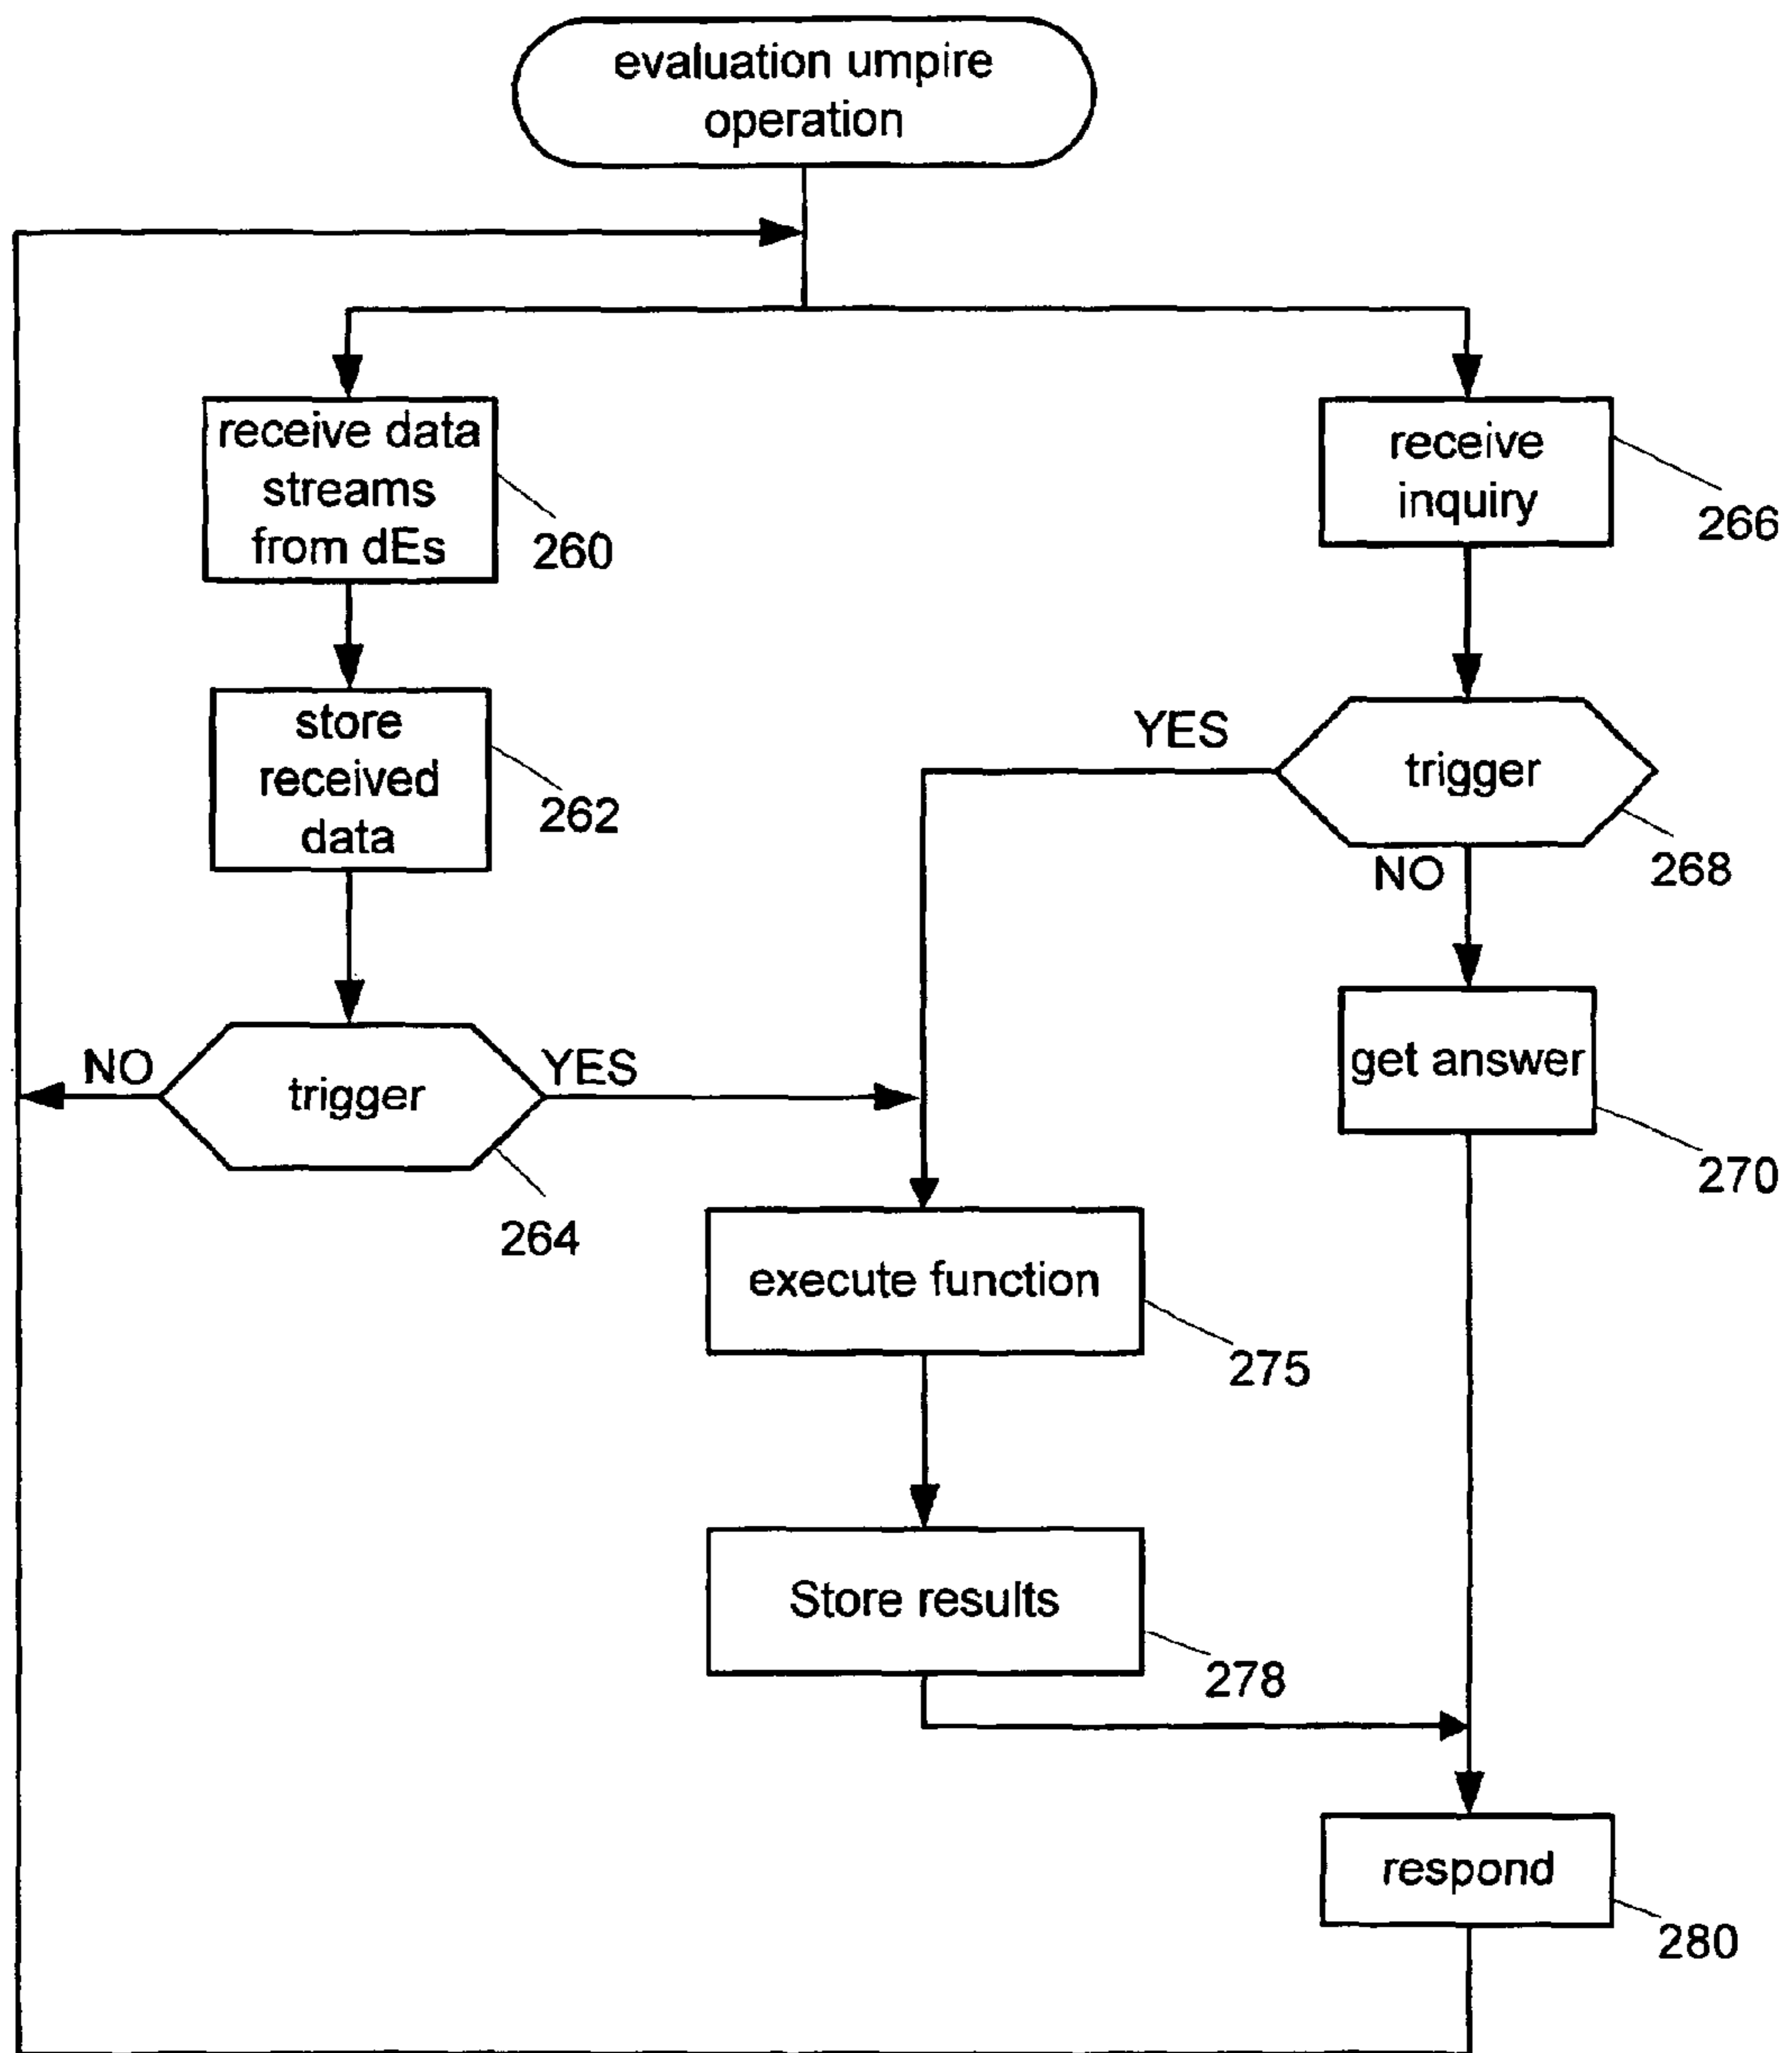 evaluation umpire
operation
receive data
streams
from dEs
260
receive
inquiry
266
store
received
data
262
YES
trigger
268
NO
NO
trigger
YES
264
get answer
270
execute function
275
Store results
278
respond
280